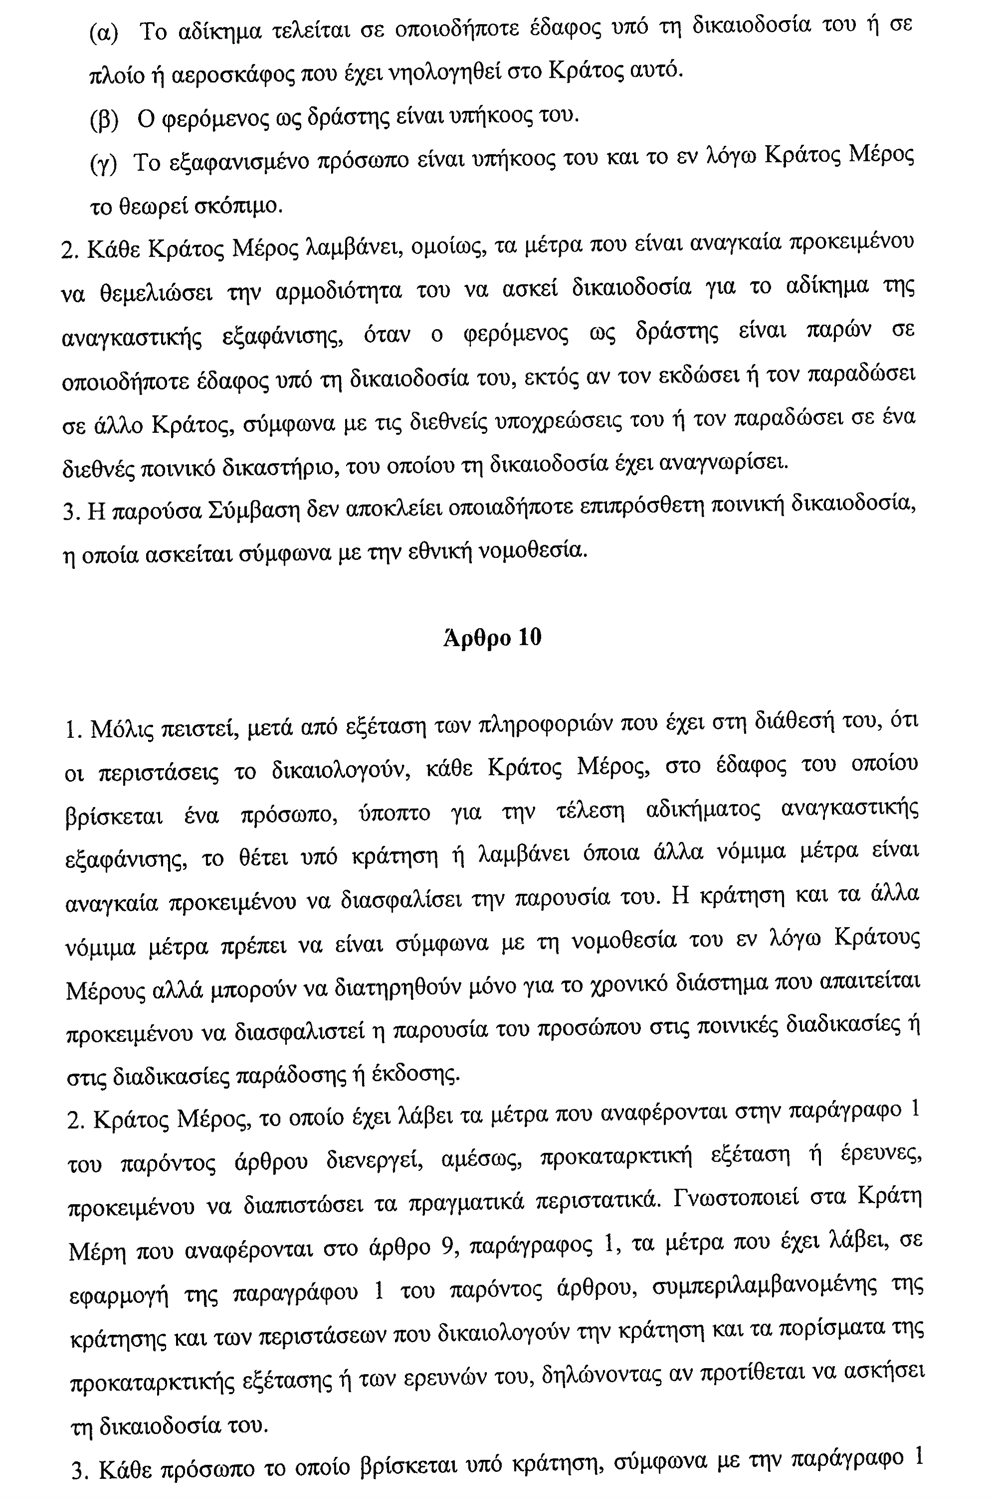 (α) Το αδίκημα τελείται σε οποιοδήποτε έδαφος υπό τη δικαιοδοσία του ή σε
πλοίο ή αεροσκάφος που έχει νηολογηθεί στο Κράτος αυτό.
(β) Ο φερόμενος ως δράστης είναι υπήκοος του.
(γ) Το εξαφανισμένο πρόσωπο είναι υπήκοος του και το εν λόγω Κράτος Μέρος
το θεωρεί σκόπιμο.
2. Κάθε Κράτος Μέρος λαμβάνει, ομοίως, τα μέτρα που είναι αναγκαία προκειμένου
να θεμελιώσει την αρμοδιότητα του να ασκεί δικαιοδοσία για το αδίκημα της
αναγκαστικής εξαφάνισης, όταν ο φερόμενος ως δράστης είναι παρών σε
οποιοδήποτε έδαφος υπό τη δικαιοδοσία του, εκτός αν τον εκδώσει ή τον παραδώσει
σε άλλο Κράτος, σύμφωνα με τις διεθνείς υποχρεώσεις του ή τον παραδώσει σε ένα
διεθνές ποινικό δικαστήριο, του οποίου τη δικαιοδοσία έχει αναγνωρίσει.
3. Η παρούσα Σύμβαση δεν αποκλείει οποιαδήποτε επιπρόσθετη ποινική δικαιοδοσία,
η οποία ασκείται σύμφωνα με την εθνική νομοθεσία.
Άρθρο 10
1. Μόλις πειστεί, μετά από εξέταση των πληροφοριών που έχει στη διάθεσή του, ότι
οι περιστάσεις το δικαιολογούν, κάθε Κράτος Μέρος, στο έδαφος του οποίου
βρίσκεται ένα πρόσωπο, ύποπτο για την τέλεση αδικήματος αναγκαστικής
εξαφάνισης, το θέτει υπό κράτηση ή λαμβάνει όποια άλλα νόμιμα μέτρα είναι
αναγκαία προκειμένου να διασφαλίσει την παρουσία του. Η κράτηση και τα άλλα
νόμιμα μέτρα πρέπει να είναι σύμφωνα με τη νομοθεσία του εν λόγω Κράτους
Μέρους αλλά μπορούν να διατηρηθούν μόνο για το χρονικό διάστημα που απαιτείται
προκειμένου να διασφαλιστεί η παρουσία του προσώπου στις ποινικές διαδικασίες ή
στις διαδικασίες παράδοσης ή έκδοσης.
2. Κράτος Μέρος, το οποίο έχει λάβει τα μέτρα που αναφέρονται στην παράγραφο 1
του παρόντος άρθρου διενεργεί, αμέσως, προκαταρκτική εξέταση ή έρευνες,
προκειμένου να διαπιστώσει τα πραγματικά περιστατικά. Γνωστοποιεί στα Κράτη
Μέρη που αναφέρονται στο άρθρο 9, παράγραφος 1, τα μέτρα που έχει λάβει, σε
εφαρμογή της παραγράφου 1 του παρόντος άρθρου, συμπεριλαμβανομένης της
κράτησης και των περιστάσεων που δικαιολογούν την κράτηση και τα πορίσματα της
προκαταρκτικής εξέτασης ή των ερευνών του, δηλώνοντας αν προτίθεται να ασκήσει
τη δικαιοδοσία του.
3. Κάθε πρόσωπο το οποίο βρίσκεται υπό κράτηση, σύμφωνα με την παράγραφο 1